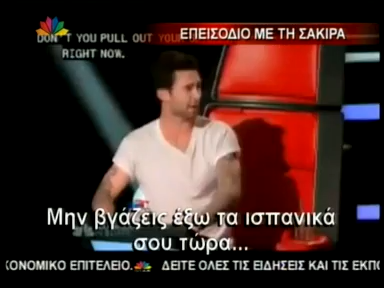 DON'T YOU PULL OUT YOUR
RIGHT NOW.
ΕΠΕΙΣΟΔΙΟ ΜΕ ΤΗ ΣΑΚΙΡΑ
Μην βγάζεις έξω τα ισπανικά
σου τώρα...
ΚΟΝΟΜΙΚΟ ΕΠΙΤΕΛΕΙΟ. ΔΕΙΤΕ ΟΛΕΣ ΤΙΣ ΕΙΔΗΣΕΙΣ ΚΑΙ ΤΙΣ ΕΚΠΟ